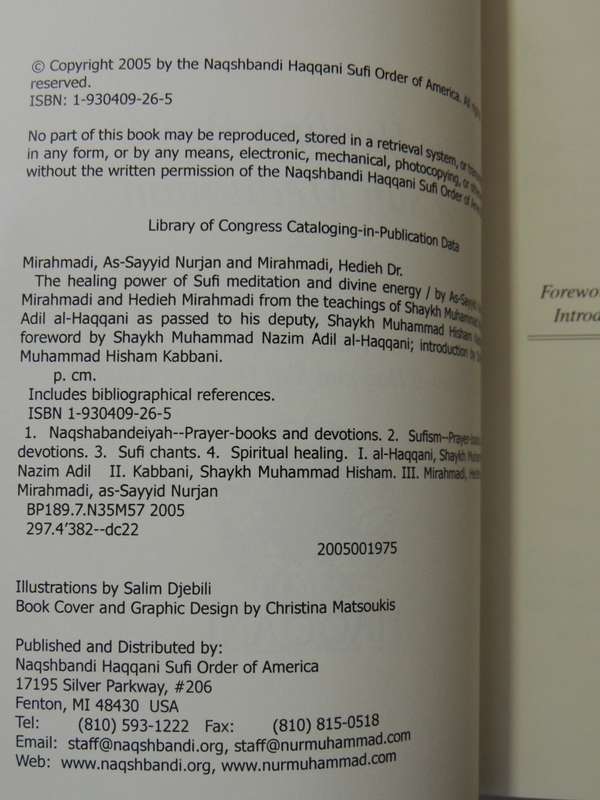 © Copyright 2005 by the Naqshbandi Haqqani Sufi Order of America. All
reserved.
ISBN: 1-930409-26-5
No part of this book may be reproduced, stored in a retrieval system, or
in any form, or by any means, electronic, mechanical, photocopying, or
without the written permission of the Naqshbandi Haqqani Sufi Order of
Library of Congress Cataloging-in-Publication Data
Mirahmadi, As-Sayyid Nurjan and Mirahmadi, Hedieh Dr.
The healing power of Sufi meditation and divine energy / by As-Sayyid
Mirahmadi and Hedieh Mirahmadi from the teachings of Shaykh Muhammad
Adil al-Haqqani as passed to his deputy, Shaykh Muhammad Hisham
foreword by Shaykh Muhammad Nazim Adil al-Haqqani; introduction by
Muhammad Hisham Kabbani.
p. cm.
Includes bibliographical references.
ISBN 1-930409-26-5
1. Naqshabandeiyah--Prayer-books and devotions. 2. Sufism--Prayer-books
devotions. 3. Sufi chants. 4. Spiritual healing. I. al-Haqqani, Shaykh
Nazim Adil II. Kabbani, Shaykh Muhammad Hisham. III. Mirahmadi,
Mirahmadi, as-Sayyid Nurjan
BP189.7.N35M57 2005
297.4'382--dc22
2005001975
Illustrations by Salim Djebili
Book Cover and Graphic Design by Christina Matsoukis
Published and Distributed by:
Naqshbandi Haqqani Sufi Order of America
17195 Silver Parkway, #206
Fenton, MI 48430 USA
Tel: (810) 593-1222 Fax: (810) 815-0518
Email: staff@naqshbandi.org, staff@nurmuhammad.com
Web: www.naqshbandi.org, www.nurmuhammad.com